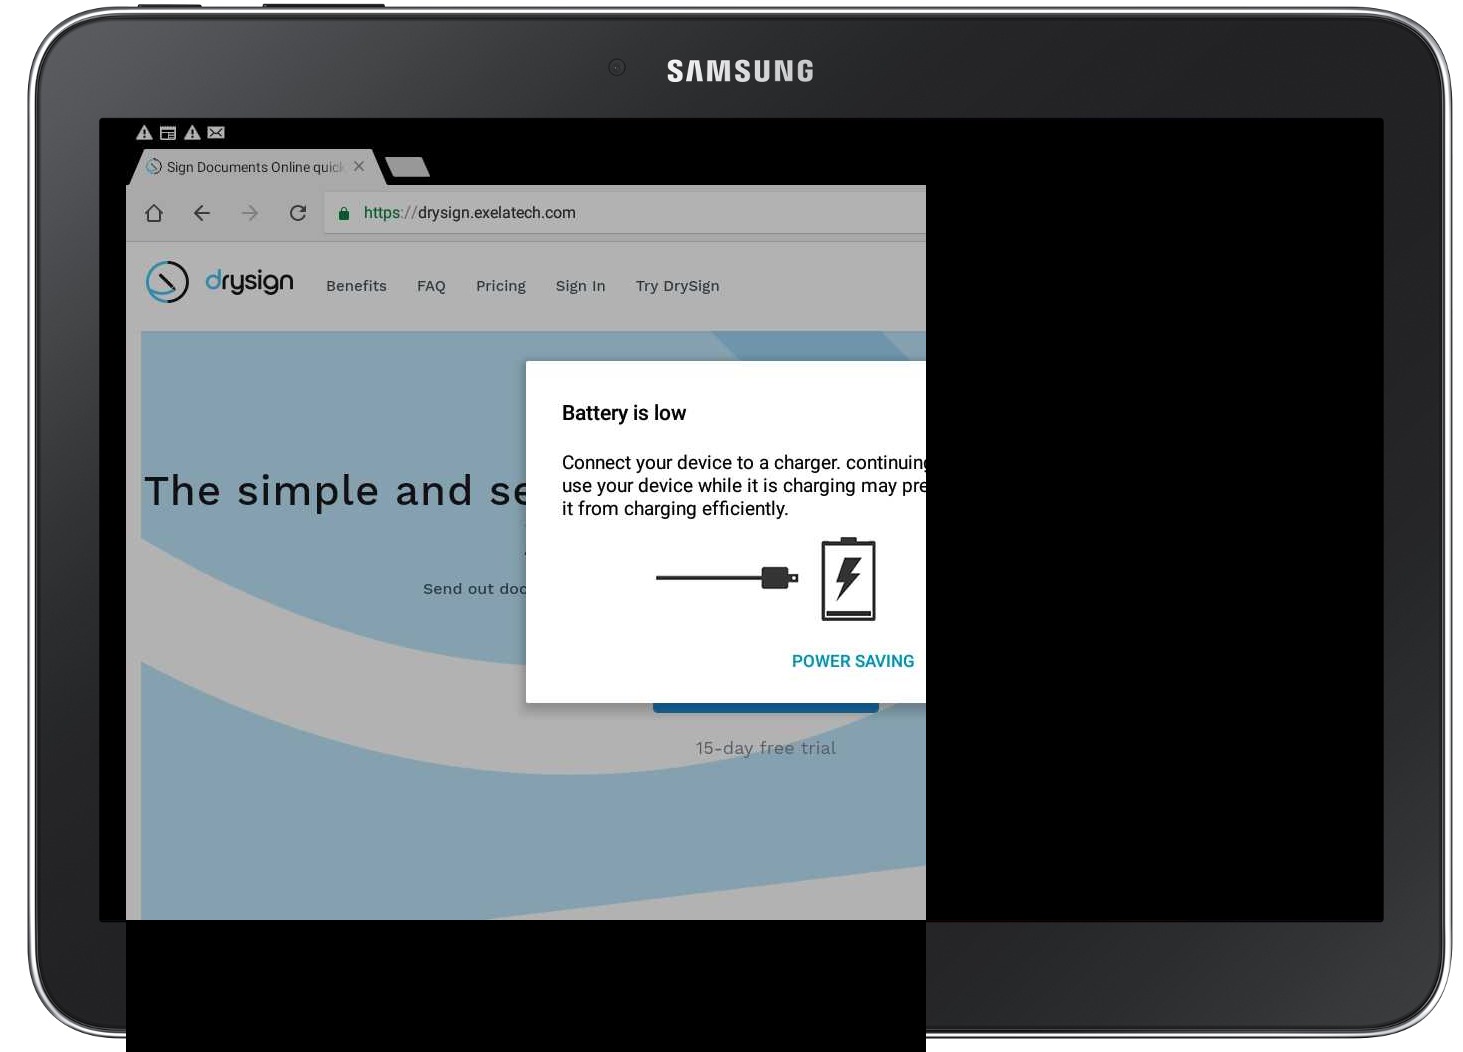 SAMSUNG
Sign Documents Online quick
https://drysign.exelatech.com
drysign
Benefits
FAQ
Pricing
Sign In
Try DrySign
Battery is low
Connect your device to a charger. continuing
use your device while it is charging may pre
it from charging efficiently.
The simple and se
Send out doc
POWER SAVING
15-day free trial